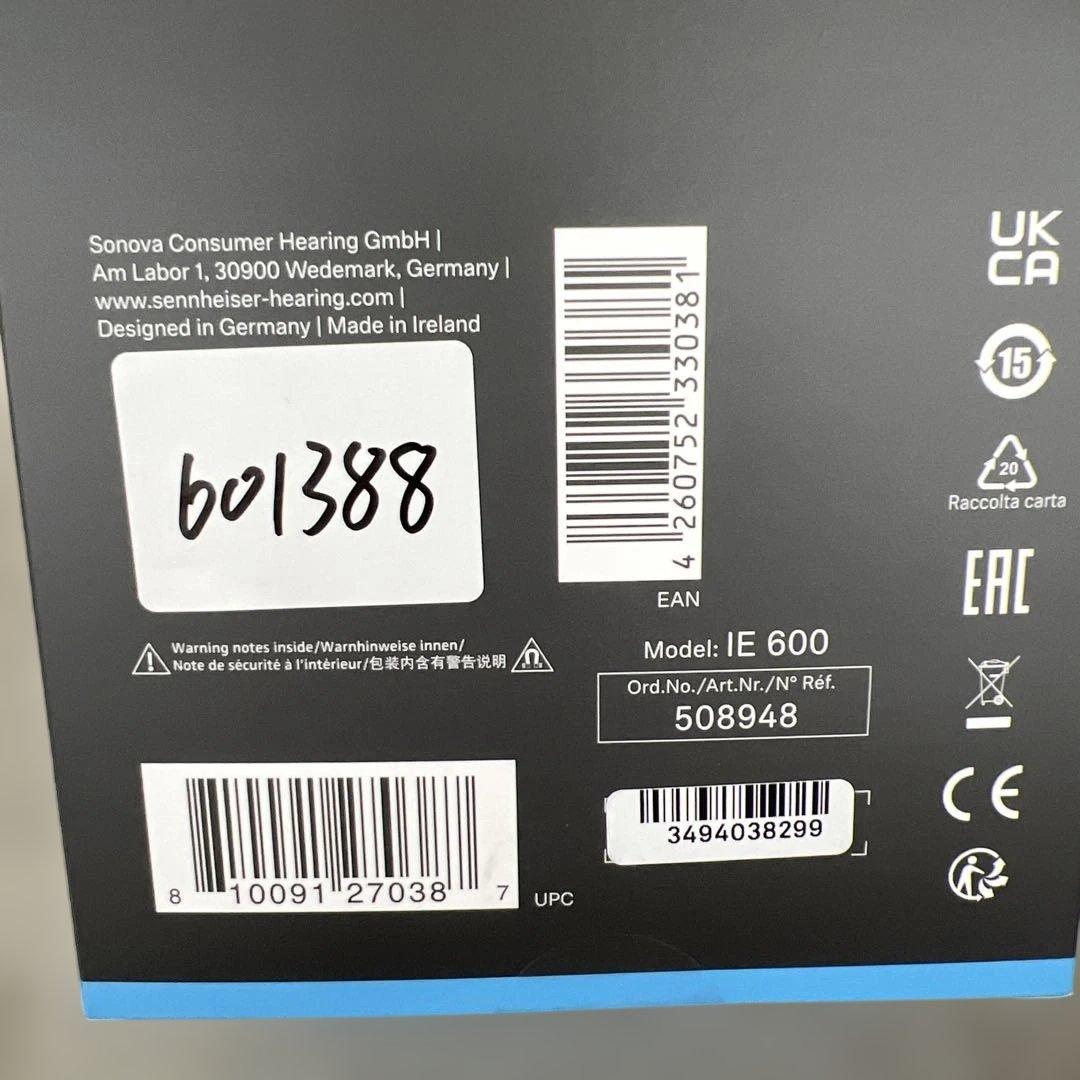 Sonova Consumer Hearing GmbH |
Am Labor 1, 30900 Wedemark, Germany |
www.sennheiser-hearing.com |
Designed in Germany | Made in Ireland
601388
Warning notes inside/Warnhinweise innen/
Note de sécurité à l'intérieur/包装内含有警告说明
8 10091 27038 7
UPC
4 260752 330381
EAN
Model: IE 600
Ord.No./Art.Nr./N° Réf.
508948
3494038299
UK
CA
15
20
Raccolta carta
EAC
CE